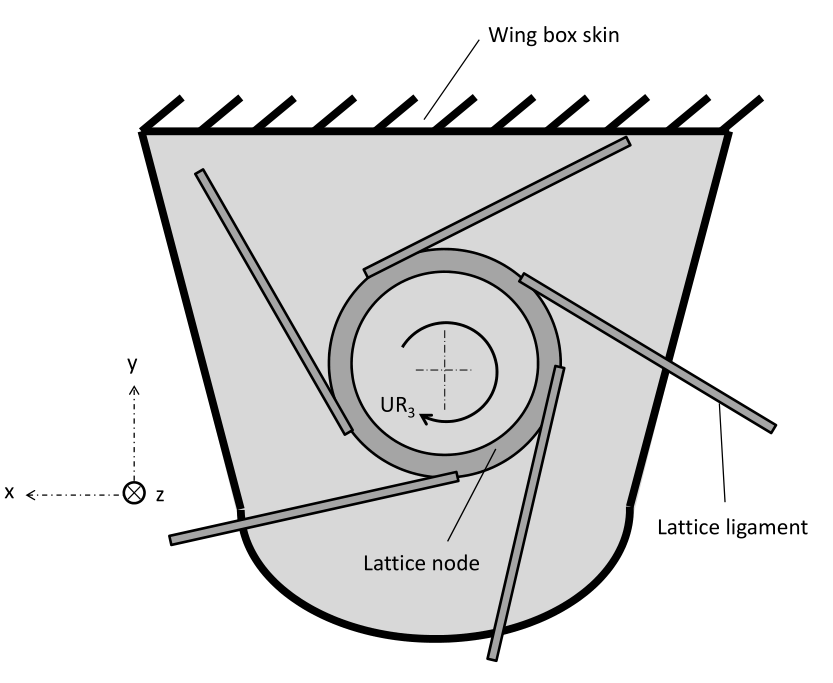 Wing box skin
y
UR₃
x
z
Lattice ligament
Lattice node